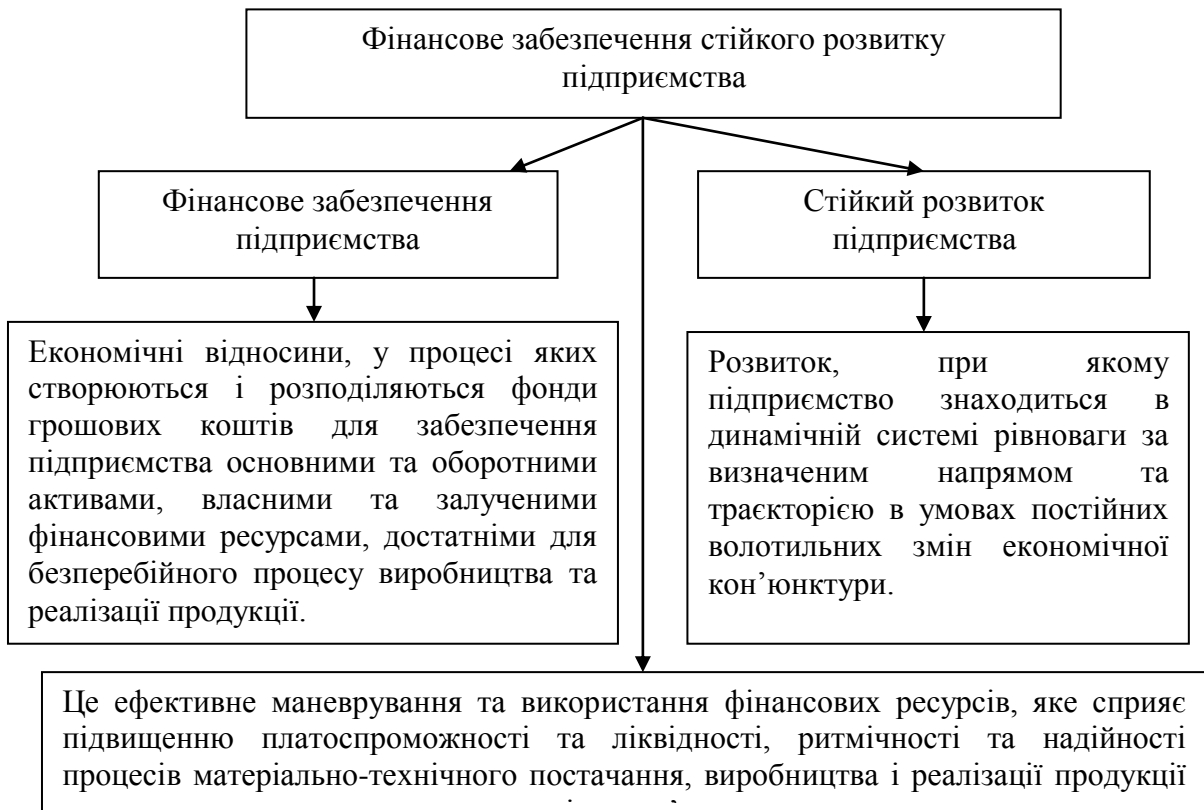 Фінансове забезпечення стійкого розвитку
підприємства
Фінансове забезпечення
підприємства
Стійкий розвиток
підприємства
Економічні відносини, у процесі яких
створюються і розподіляються фонди
грошових коштів для забезпечення
підприємства основними та оборотними
активами, власними та залученими
фінансовими ресурсами, достатніми для
безперебійного процесу виробництва та
реалізації продукції.
Розвиток, при якому
підприємство знаходиться в
динамічній системі рівноваги за
визначеним напрямом та
траєкторією в умовах постійних
волотильних змін економічної
кон’юнктури.
Це ефективне маневрування та використання фінансових ресурсів, яке сприяє
підвищенню платоспроможності та ліквідності, ритмічності та надійності
процесів матеріально-технічного постачання, виробництва і реалізації продукції